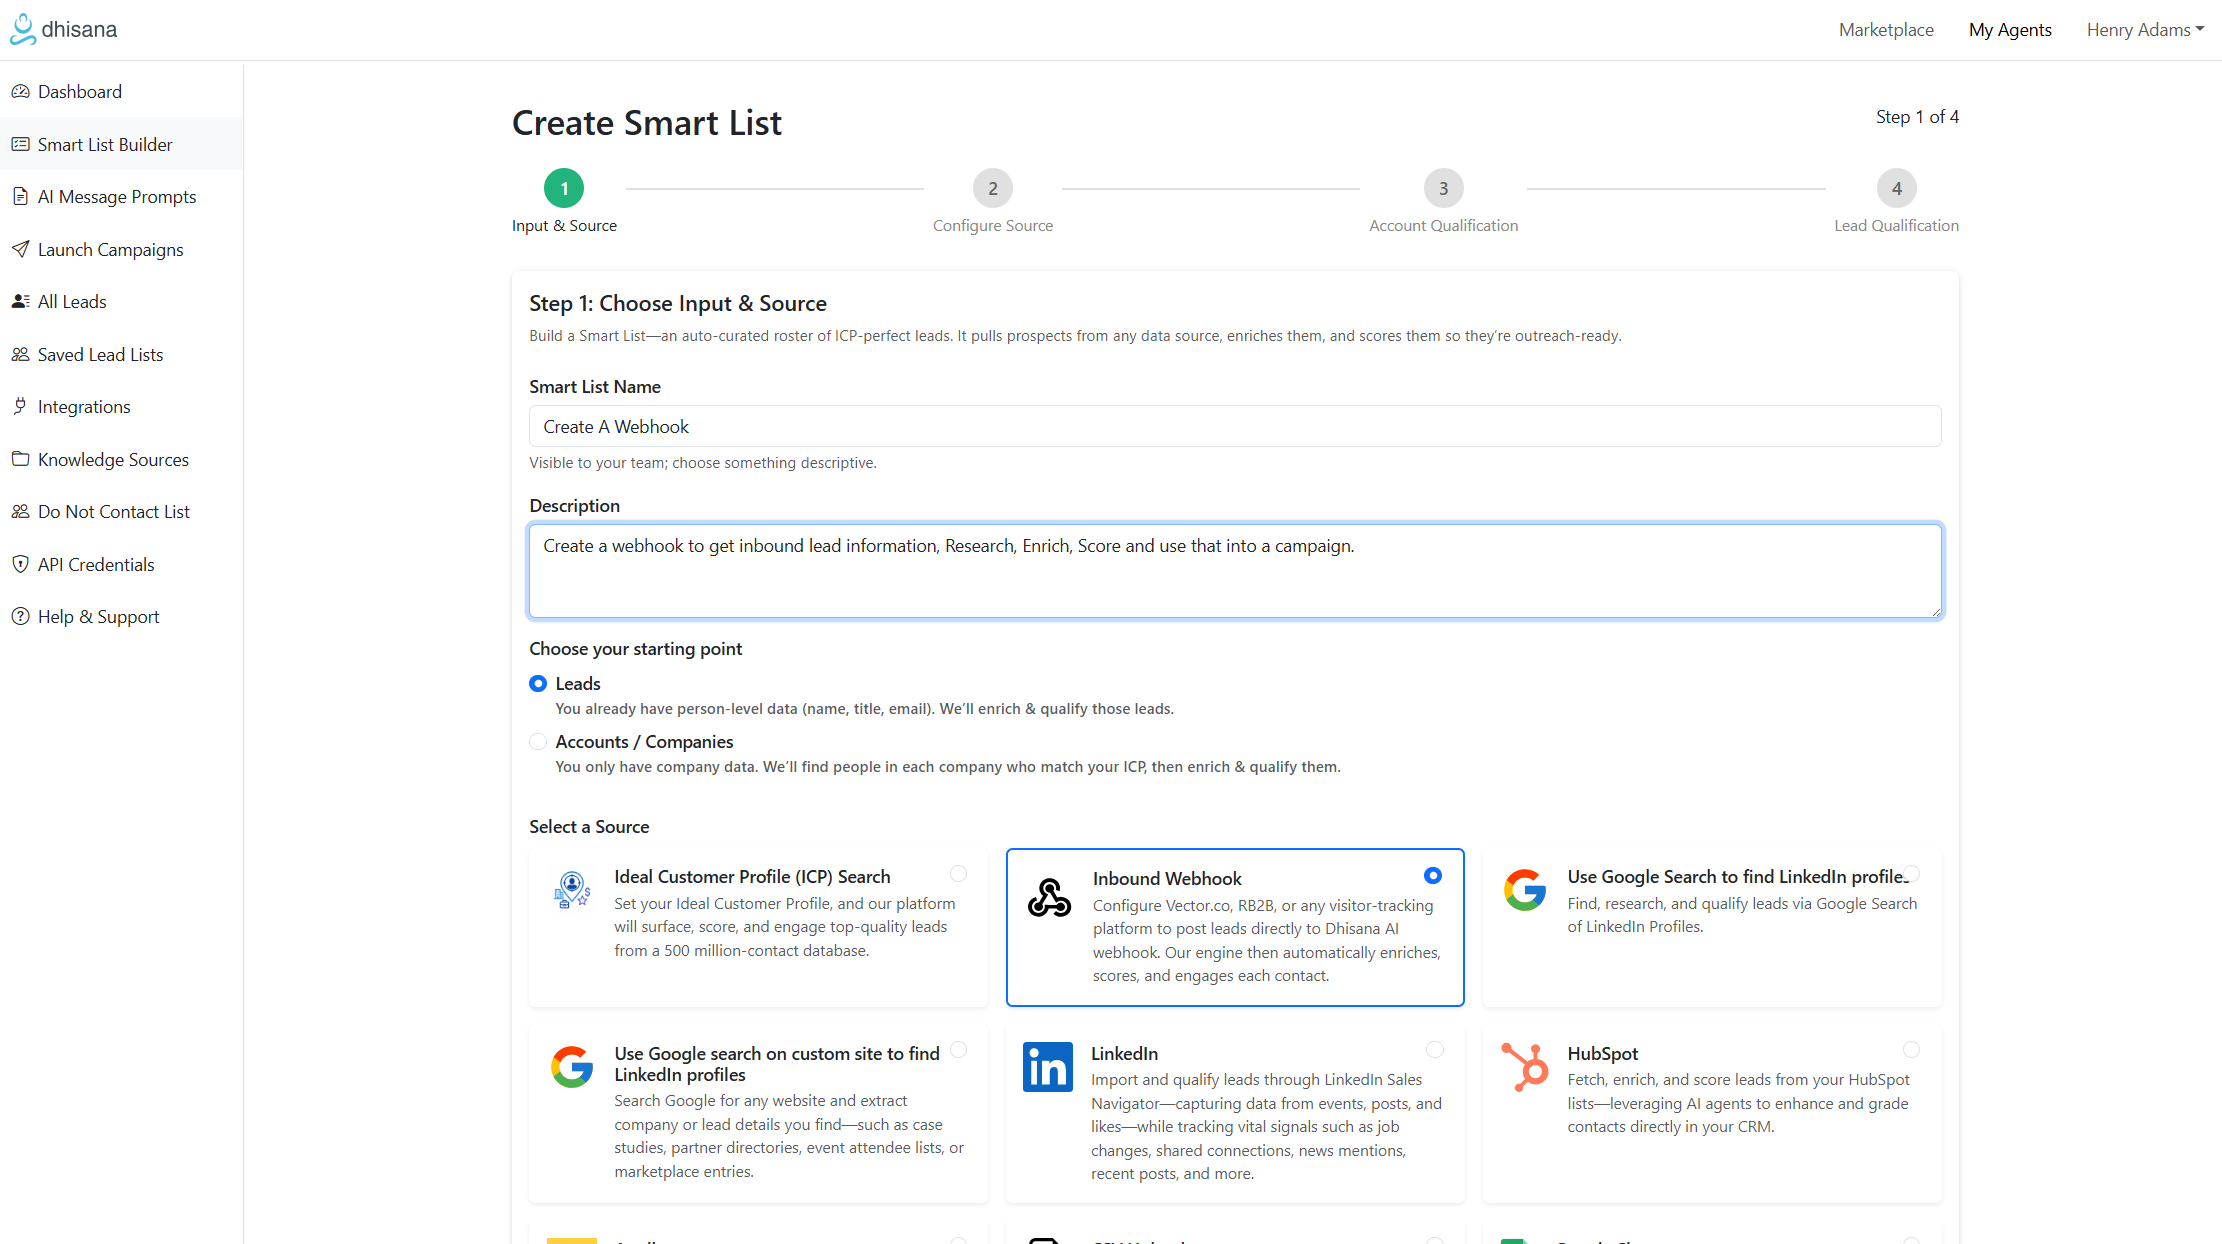 dhisana
Marketplace
My Agents
Henry Adams
Dashboard
Smart List Builder
AI Message Prompts
Launch Campaigns
All Leads
Saved Lead Lists
Integrations
Knowledge Sources
Do Not Contact List
API Credentials
Help & Support
Create Smart List
Step 1 of 4
1
Input & Source
2
Configure Source
3
Account Qualification
4
Lead Qualification
Step 1: Choose Input & Source
Build a Smart List—an auto-curated roster of ICP-perfect leads. It pulls prospects from any data source, enriches them, and scores them so they’re outreach-ready.
Smart List Name
Create A Webhook
Visible to your team; choose something descriptive.
Description
Create a webhook to get inbound lead information, Research, Enrich, Score and use that into a campaign.
Choose your starting point
Leads
You already have person-level data (name, title, email). We’ll enrich & qualify those leads.
Accounts / Companies
You only have company data. We’ll find people in each company who match your ICP, then enrich & qualify them.
Select a Source
Ideal Customer Profile (ICP) Search
Set your Ideal Customer Profile, and our platform
will surface, score, and engage top-quality leads
from a 500 million-contact database.
Inbound Webhook
Configure Vector.co, RB2B, or any visitor-tracking
platform to post leads directly to Dhisana AI
webhook. Our engine then automatically enriches,
scores, and engages each contact.
Use Google Search to find LinkedIn profiles
Find, research, and qualify leads via Google Search
of LinkedIn Profiles.
Use Google search on custom site to find
LinkedIn profiles
Search Google for any website and extract
company or lead details you find—such as case
studies, partner directories, event attendee lists, or
marketplace entries.
LinkedIn
Import and qualify leads through LinkedIn Sales
Navigator—capturing data from events, posts, and
likes—while tracking vital signals such as job
changes, shared connections, news mentions,
recent posts, and more.
HubSpot
Fetch, enrich, and score leads from your HubSpot
lists—leveraging AI agents to enhance and grade
contacts directly in your CRM.